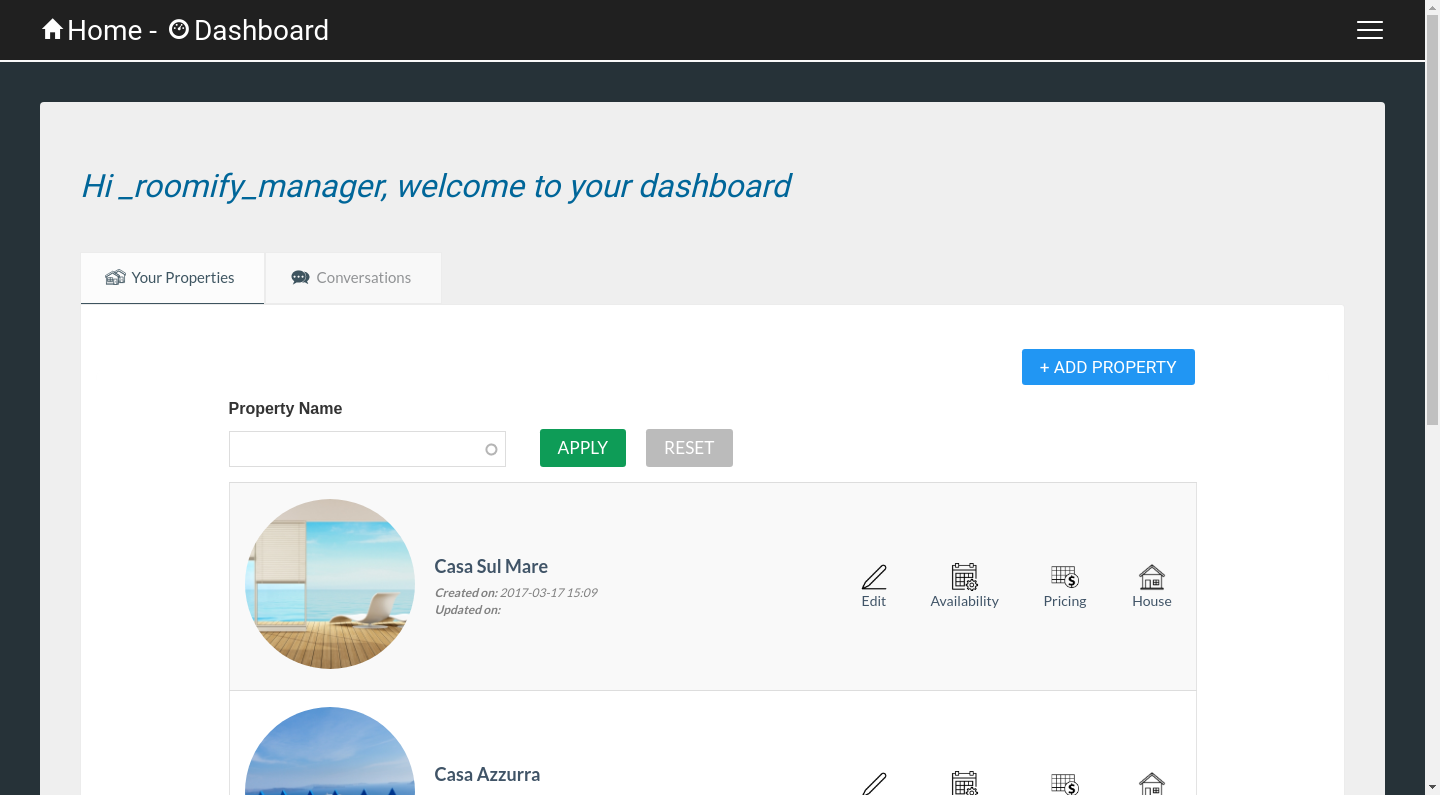 Home - Dashboard
Hi _roomify_manager, welcome to your dashboard
Your Properties
Conversations
+ ADD PROPERTY
Property Name
APPLY
RESET
Casa Sul Mare
Created on: 2017-03-17 15:09
Updated on:
Edit
Availability
Pricing
House
Casa Azzurra